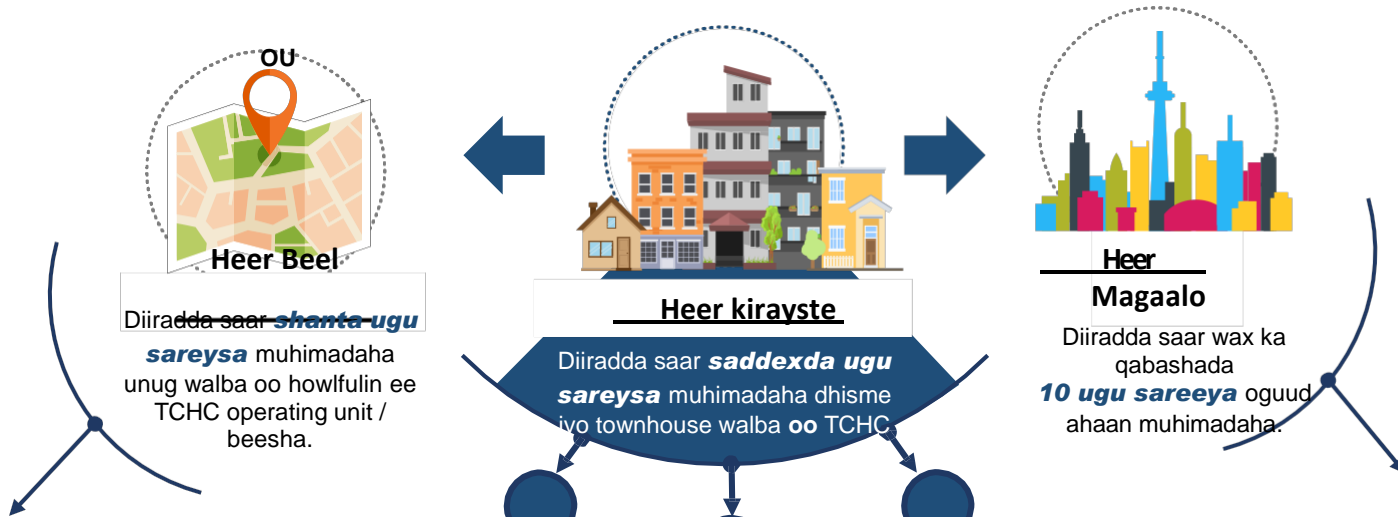 OU
Heer Beel
Diiradda saar shanta ugu
sareysa muhimadaha
unug walba oo howlfulin ee
TCHC operating unit /
beesha.
Heer kirayste
Diiradda saar saddexda ugu
sareysa muhimadaha dhisme
iyo townhouse walba oo TCHC
Heer
Magaalo
Diiradda saar wax ka
qabashada
10 ugu sareeya oguud
ahaan muhimadaha.